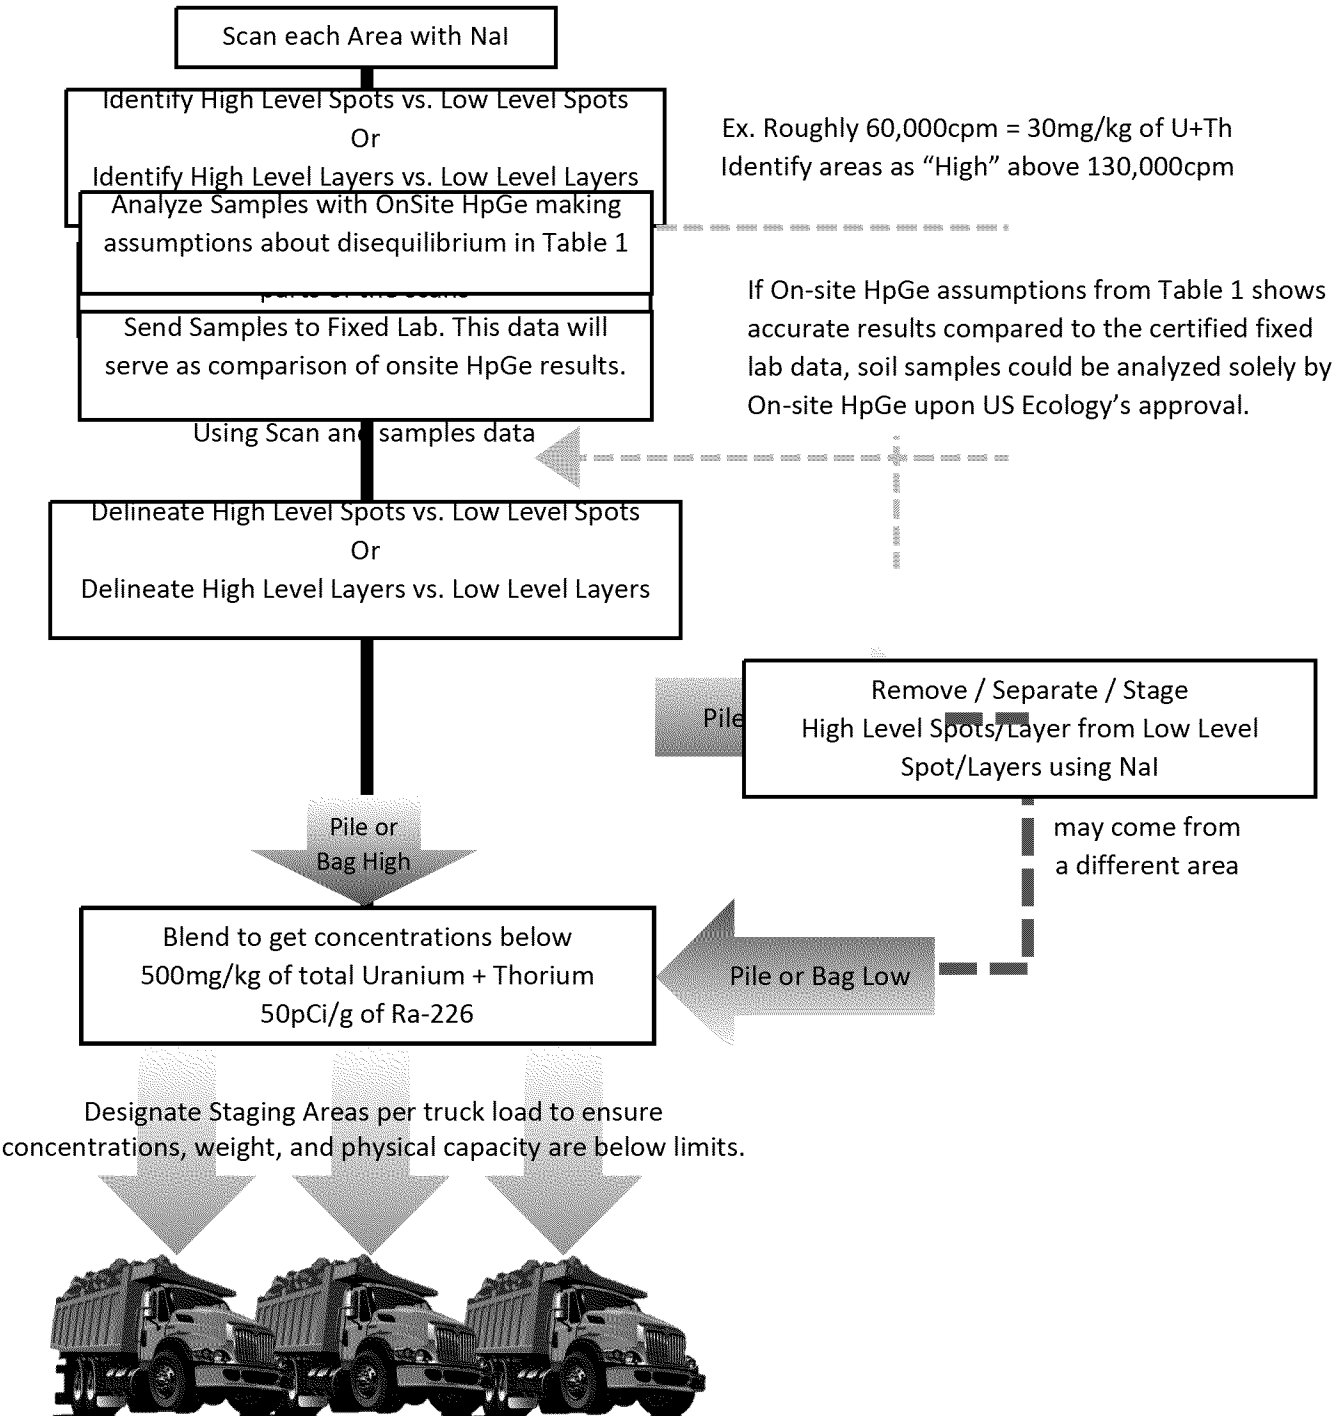 Scan each Area with NaI
Identify High Level Spots vs. Low Level Spots
Or
Identify High Level Layers vs. Low Level Layers
Ex. Roughly 60,000cpm = 30mg/kg of U+Th
Identify areas as “High” above 130,000cpm
Analyze Samples with OnSite HpGe making
assumptions about disequilibrium in Table 1
parts of the scans
Send Samples to Fixed Lab. This data will
serve as comparison of onsite HpGe results.
If On-site HpGe assumptions from Table 1 shows
accurate results compared to the certified fixed
lab data, soil samples could be analyzed solely by
On-site HpGe upon US Ecology’s approval.
Using Scan and samples data
Delineate High Level Spots vs. Low Level Spots
Or
Delineate High Level Layers vs. Low Level Layers
Pile
Remove / Separate / Stage
High Level Spots/Layer from Low Level
Spot/Layers using NaI
may come from
a different area
Pile or
Bag High
Blend to get concentrations below
500mg/kg of total Uranium + Thorium
50pCi/g of Ra-226
Pile or Bag Low
Designate Staging Areas per truck load to ensure
concentrations, weight, and physical capacity are below limits.